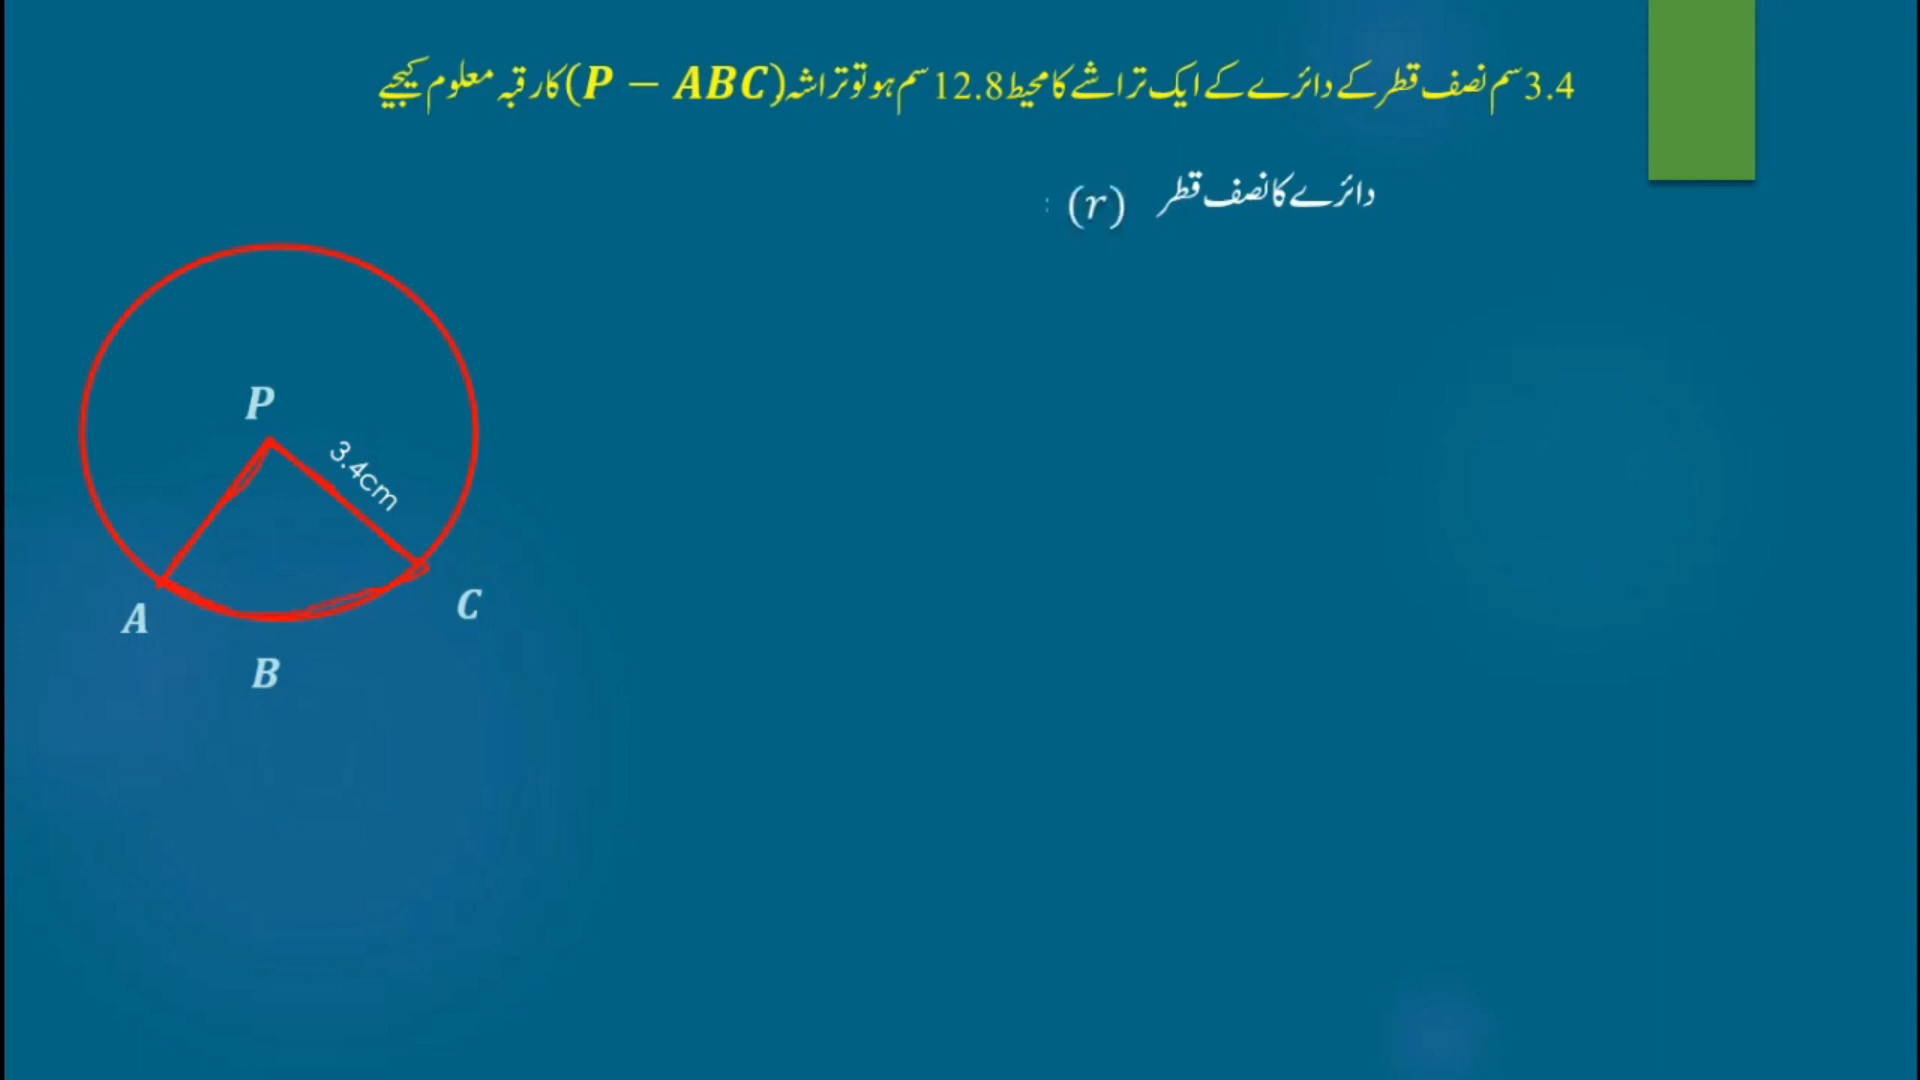 3.4 سم نصف قطر کے دائرے کے ایک تراشے کا محیط 12.8 سم ہو تو تراشہ (P − ABC) کا رقبہ معلوم کیجیے
دائرے کا نصف قطر (r) :
P
3.4cm
A
C
B